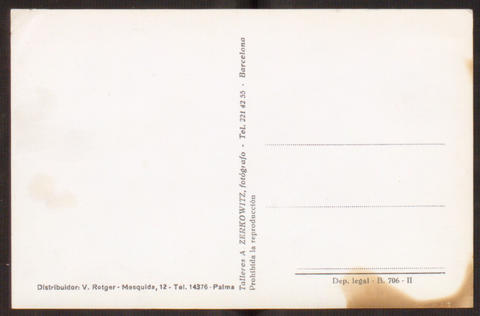 Distribuidor: V. Rotger - Mesquida, 12 - Tel. 14376 - Palma
Talleres A ZERKOWITZ, fotógrafo - Tel. 221 42 55 - Barcelona
Prohibida la reproducción
Dep. legal - B. 706 - II